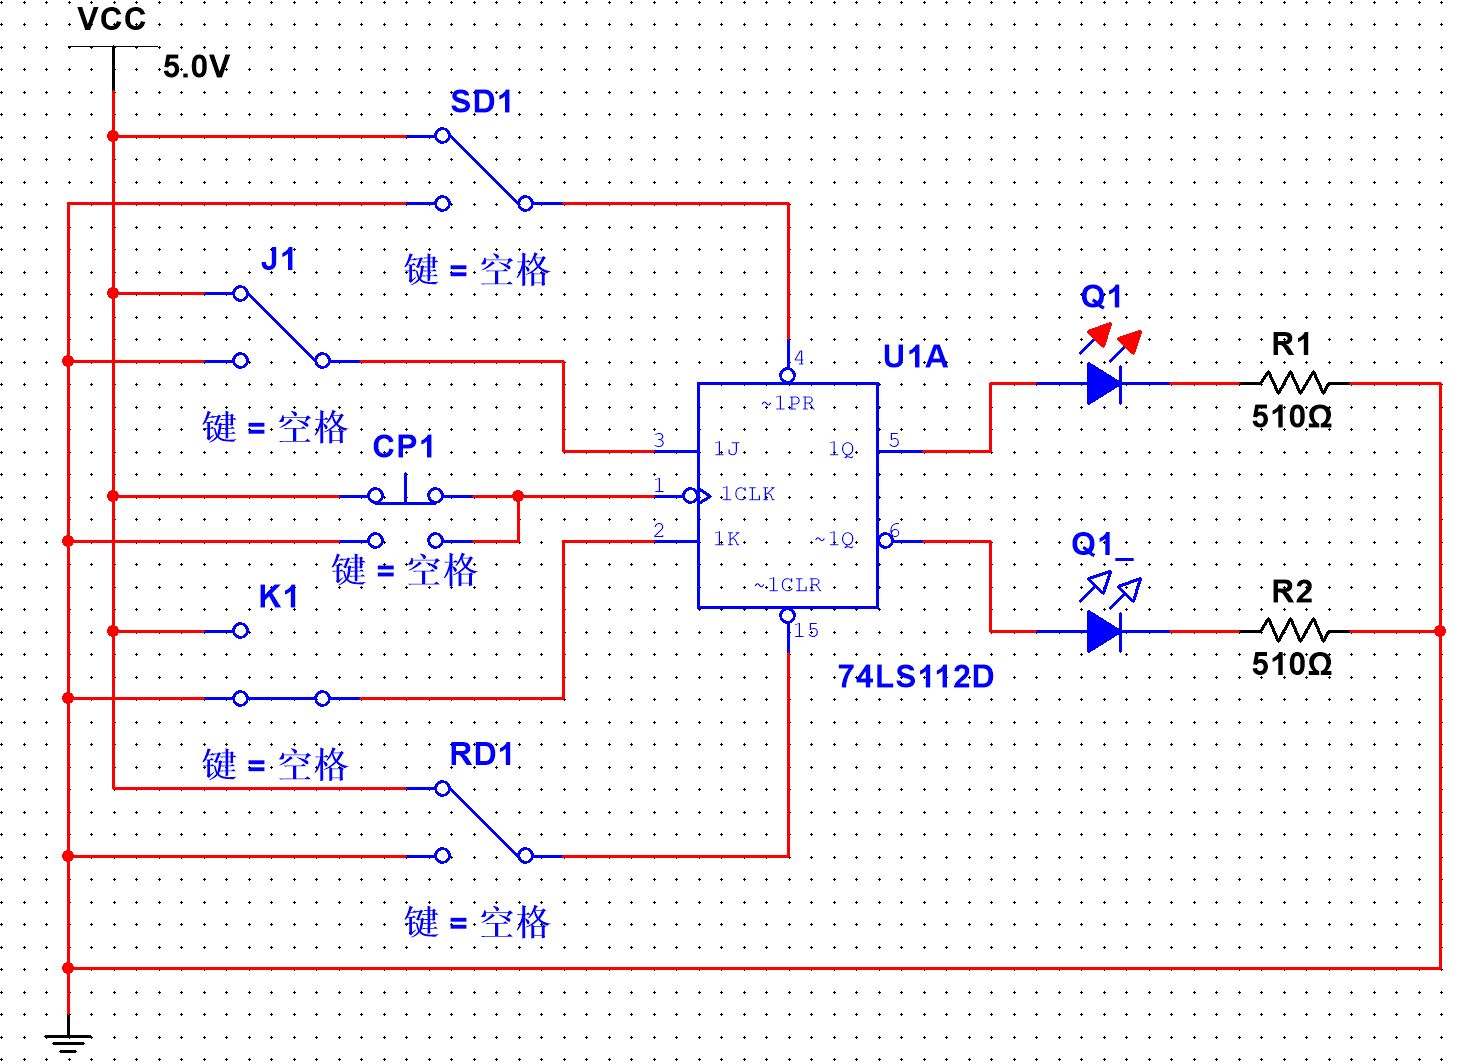 VCC
5.0V
SD1
键 = 空格
J1
键 = 空格
CP1
键 = 空格
K1
键 = 空格
RD1
键 = 空格
U1A
4
~1PR
3
1J
1Q
5
1
1CLK
2
1K
~1Q
6
~1CLR
15
74LS112D
Q1
R1
510Ω
Q1_
R2
510Ω